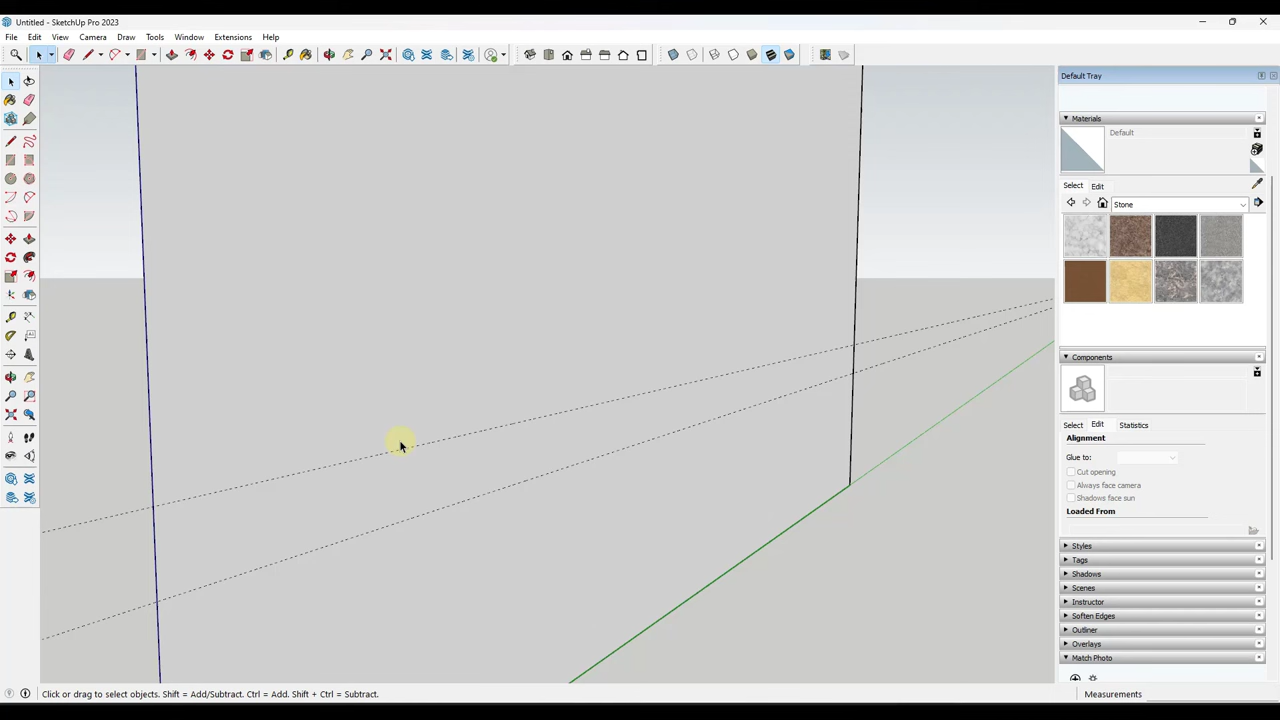 Untitled - SketchUp Pro 2023
File Edit View Camera Draw Tools Window Extensions Help
Default Tray
Materials
Default
Select Edit
Stone
Components
Select Edit Statistics
Alignment
Glue to:
Cut opening
Always face camera
Shadows face sun
Loaded From
Styles
Tags
Shadows
Scenes
Instructor
Soften Edges
Outliner
Overlays
Match Photo
Click or drag to select objects. Shift = Add/Subtract. Ctrl = Add. Shift + Ctrl = Subtract.
Measurements